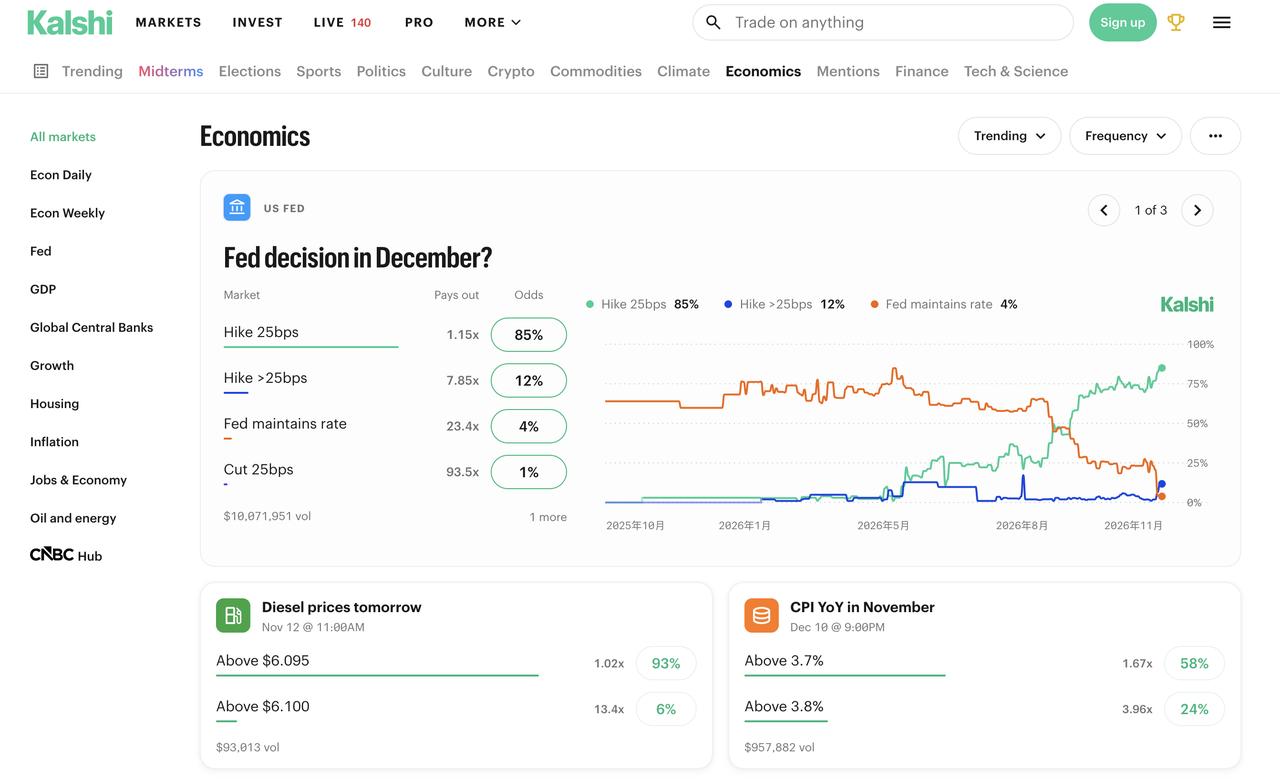 Kalshi MARKETS INVEST LIVE 140 PRO MORE Trade on anything Sign up
Trending Midterms Elections Sports Politics Culture Crypto Commodities Climate Economics Mentions Finance Tech & Science
All markets
Econ Daily
Econ Weekly
Fed
GDP
Global Central Banks
Growth
Housing
Inflation
Jobs & Economy
Oil and energy
CNBC Hub
Economics
Trending Frequency ...
US FED
1 of 3
Fed decision in December?
Market Pays out Odds
Hike 25bps 1.15x 85%
Hike >25bps 7.85x 12%
Fed maintains rate 23.4x 4%
Cut 25bps 93.5x 1%
$10,071,951 vol 1 more
Hike 25bps 85% Hike >25bps 12% Fed maintains rate 4% Kalshi
100%
75%
50%
25%
0%
2025年10月 2026年1月 2026年5月 2026年8月 2026年11月
Diesel prices tomorrow
Nov 12 @ 11:00AM
Above $6.095 1.02x 93%
Above $6.100 13.4x 6%
$93,013 vol
CPI YoY in November
Dec 10 @ 9:00PM
Above 3.7% 1.67x 58%
Above 3.8% 3.96x 24%
$957,882 vol